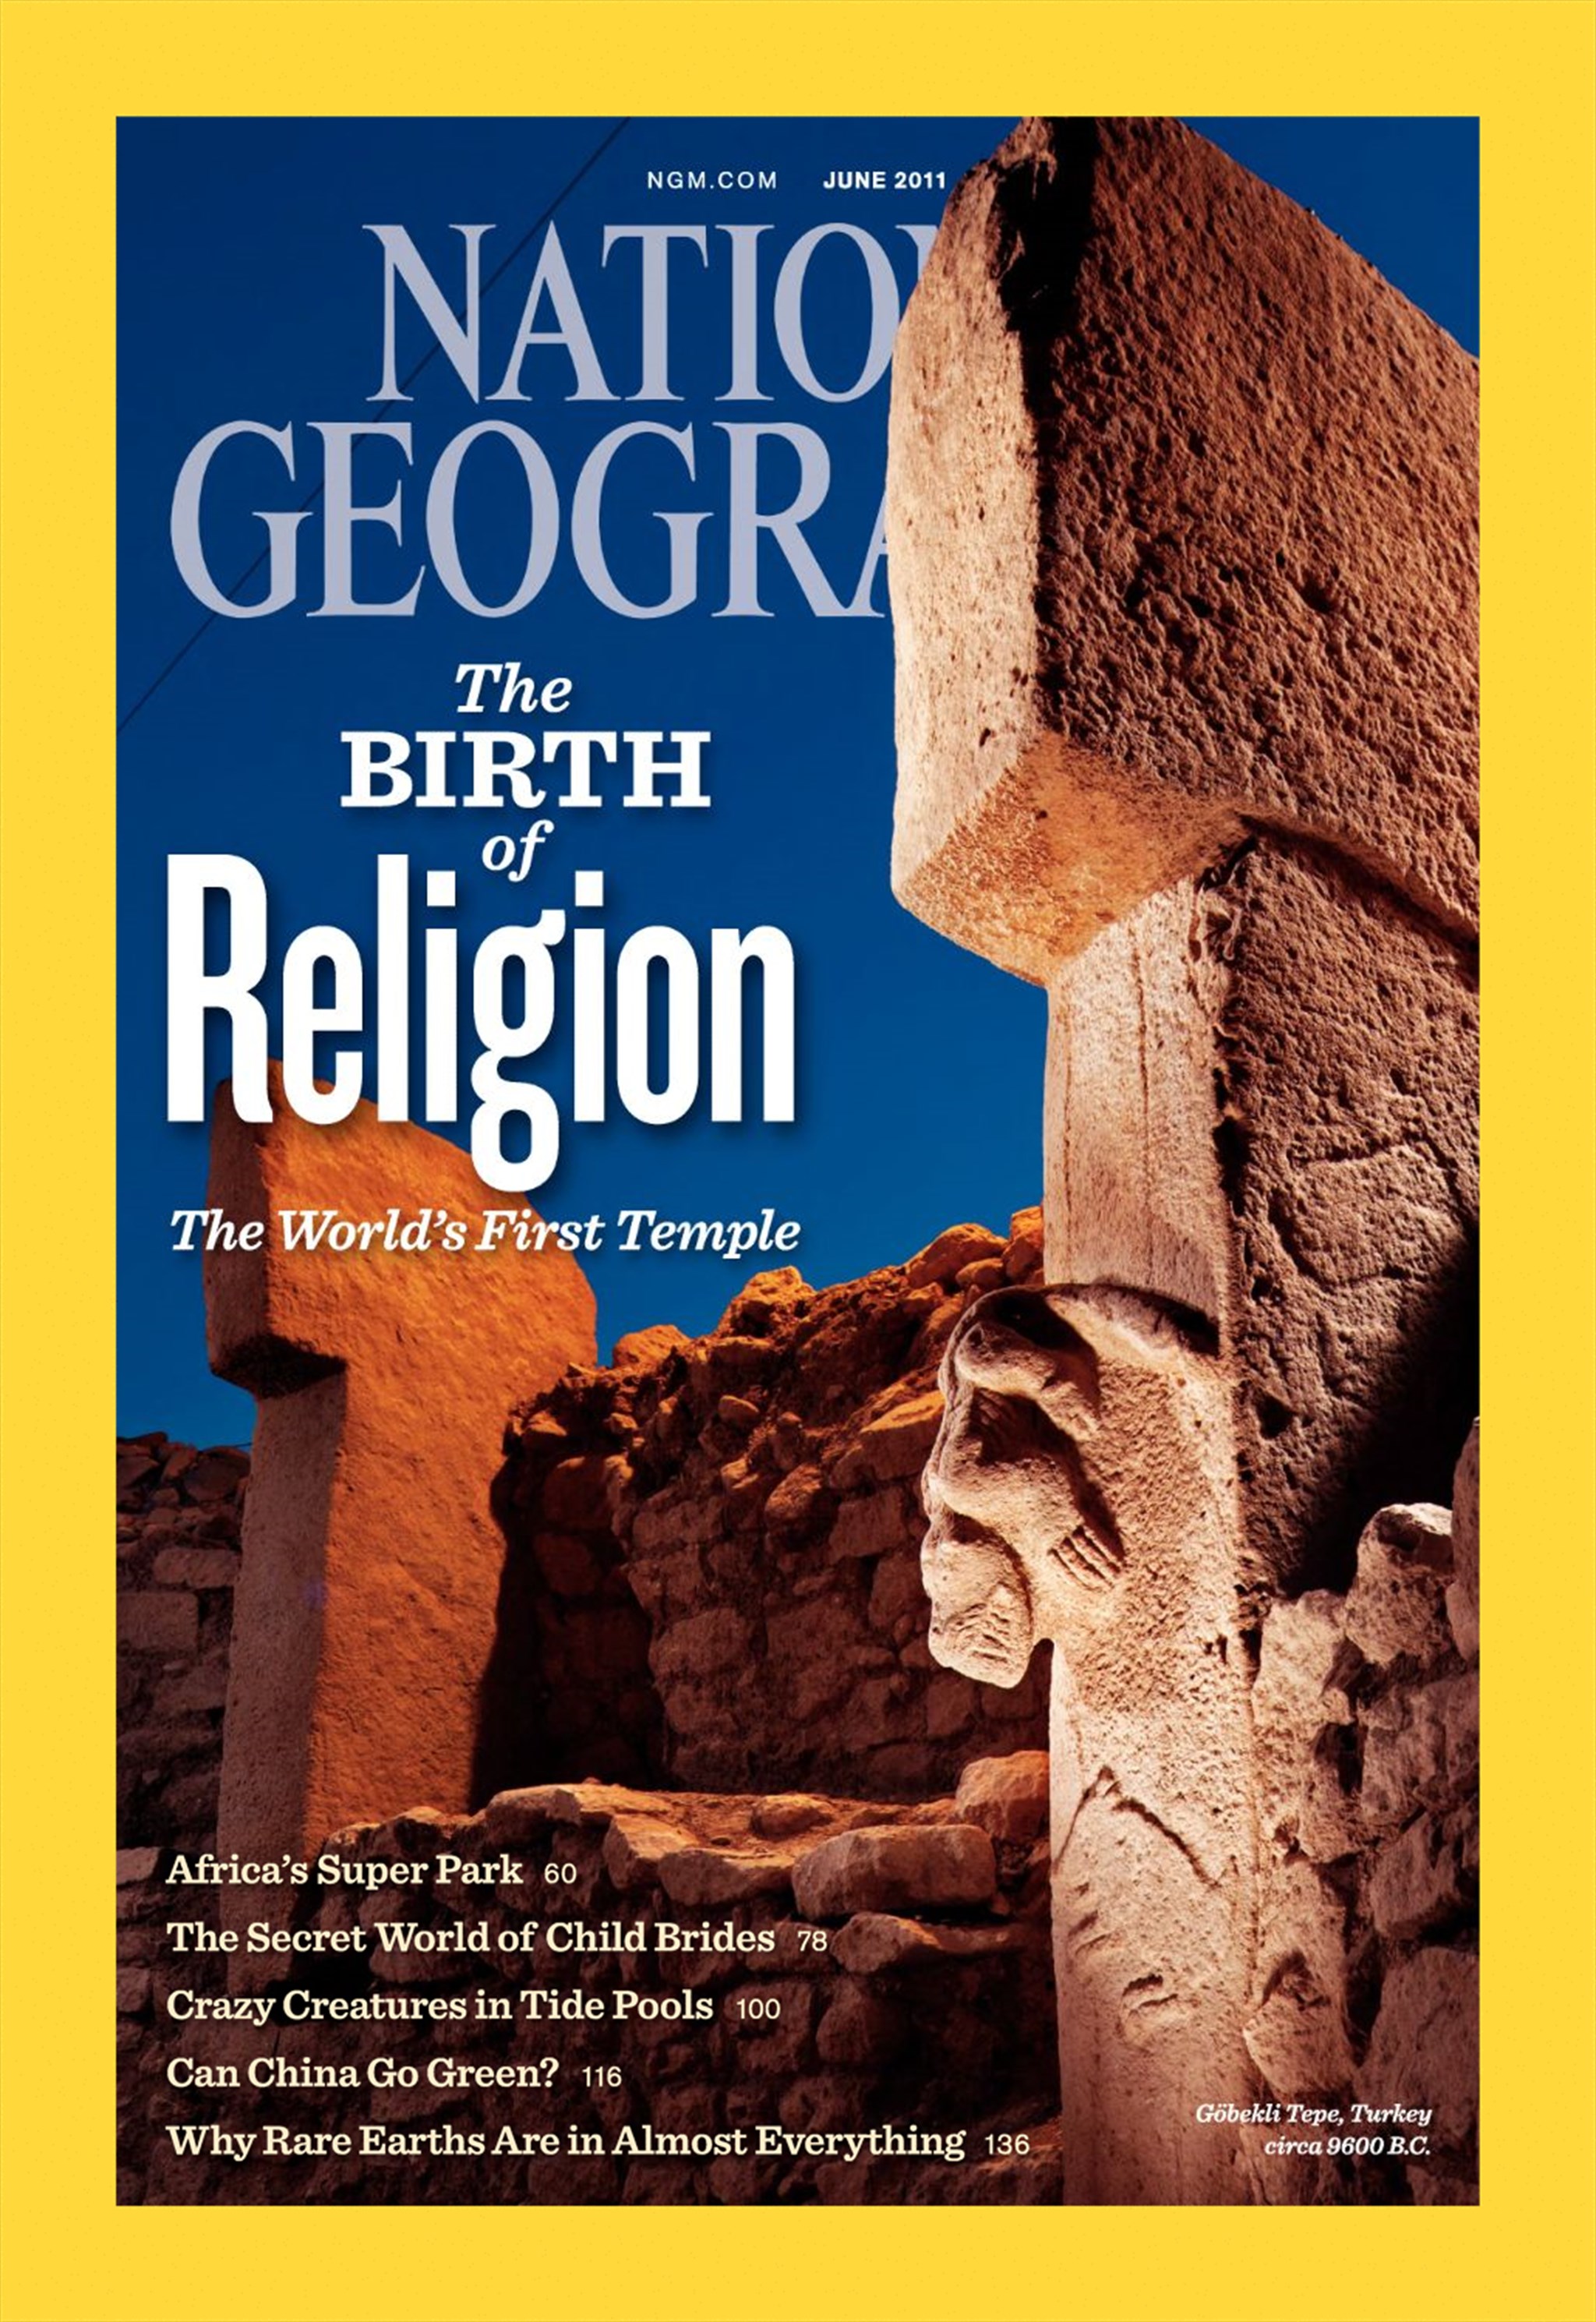 NGM.COM JUNE 2011
NATIO
GEOGRA
The
BIRTH
of
Religion
The World's First Temple
Africa's Super Park 60
The Secret World of Child Brides 78
Crazy Creatures in Tide Pools 100
Can China Go Green? 116
Why Rare Earths Are in Almost Everything 136
Göbekli Tepe, Turkey
circa 9600 B.C.